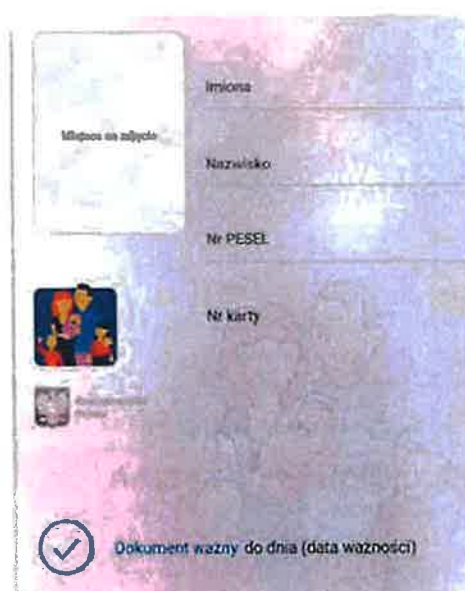 Miejsce na zdjęcie
Imiona
Nazwisko
Nr PESEL
Nr karty
Dokument ważny do dnia (data ważności)